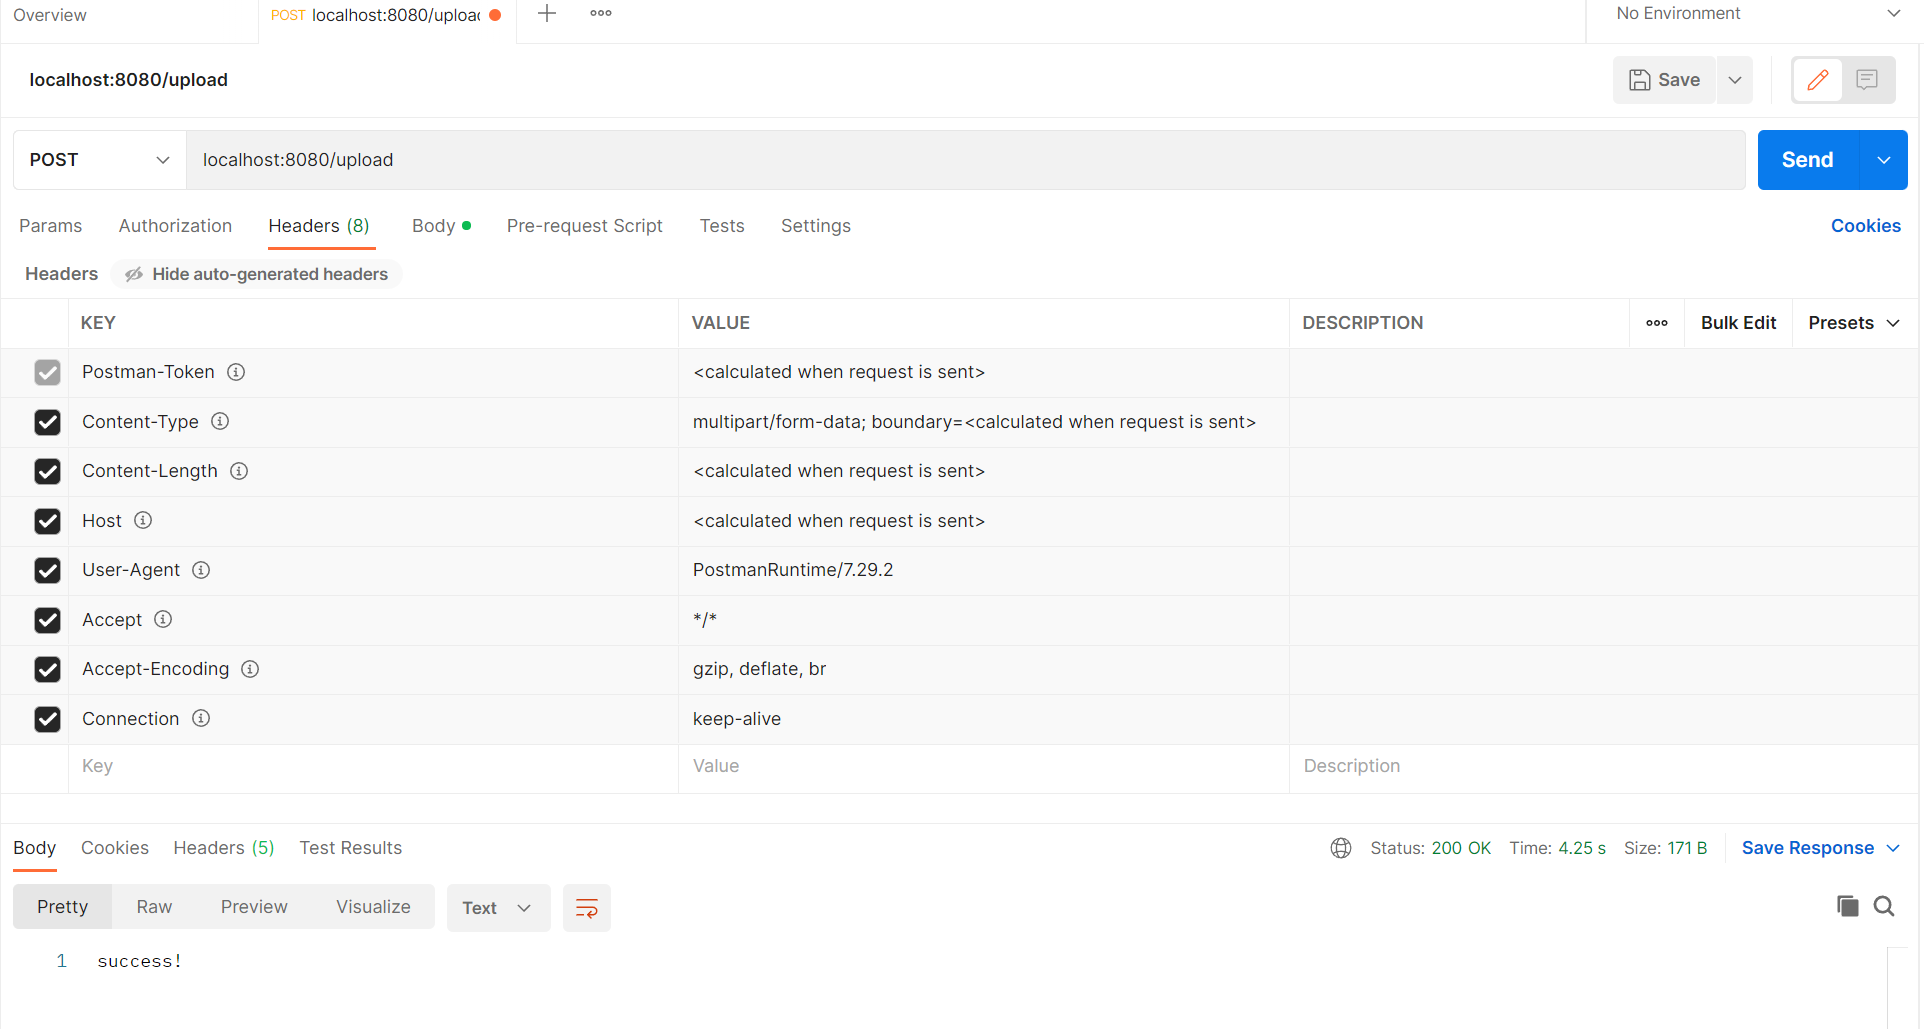 Overview
POST localhost:8080/upload
No Environment
localhost:8080/upload
Save
POST
localhost:8080/upload
Send
Params Authorization Headers (8) Body Pre-request Script Tests Settings Cookies
Headers Hide auto-generated headers
KEY VALUE DESCRIPTION Bulk Edit Presets
Postman-Token <calculated when request is sent>
Content-Type multipart/form-data; boundary=<calculated when request is sent>
Content-Length <calculated when request is sent>
Host <calculated when request is sent>
User-Agent PostmanRuntime/7.29.2
Accept */*
Accept-Encoding gzip, deflate, br
Connection keep-alive
Key Value Description
Body Cookies Headers (5) Test Results Status: 200 OK Time: 4.25 s Size: 171 B Save Response
Pretty Raw Preview Visualize Text
1 success!